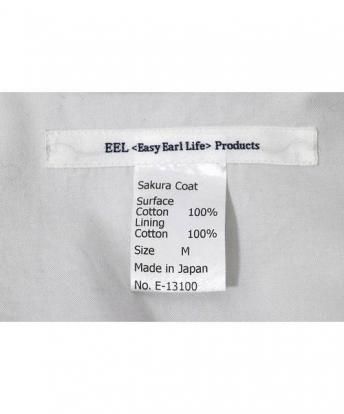 EEL <Easy Earl Life> Products
Sakura Coat
Surface
Cotton 100%
Lining
Cotton 100%
Size M
Made in Japan
No. E-13100